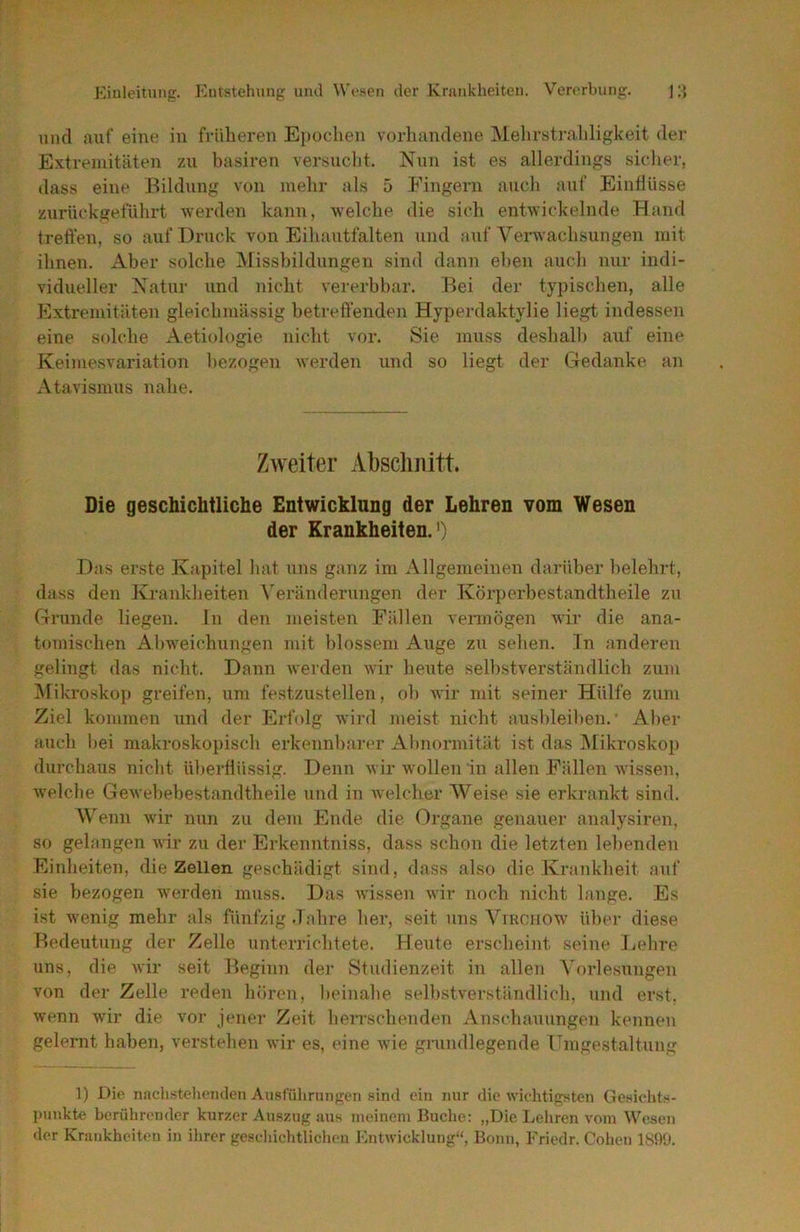 Einleitung. Entstehung und Wesen der Krankheiten. Vererbung. 13
und auf eine in früheren Epochen vorhandene Mehrstrahligkeit der
Extremitäten zu basiren versucht. Nun ist es allerdings sicher,
dass eine Bildung von mehr als 5 Fingern auch auf Einflüsse
zurückgeführt werden kann, welche die sich entwickelnde Hand
treffen, so auf Druck von Eihautfalten und auf Verwachsungen mit
ihnen. Aber solche Missbildungen sind dann eben auch nur indi-
vidueller Natur und nicht vererbbar. Bei der typischen, alle
Extremitäten gleichmässig betreffenden Hyperdaktylie liegt indessen
eine solche Aetiologie nicht vor. Sie muss deshalb auf eine
Keimesvariation bezogen werden und so liegt der Gedanke an
Atavismus nahe.
Zweiter Abschnitt.
Die geschichtliche Entwicklung der Lehren vom Wesen
der Krankheiten.¹)
Das erste Kapitel hat uns ganz im Allgemeinen darüber belehrt,
dass den Krankheiten Veränderungen der Körperbestandtheile zu
Grunde liegen. In den meisten Fällen vermögen wir die ana-
tomischen Abweichungen mit blossem Auge zu sehen. In anderen
gelingt das nicht. Dann werden wir heute selbstverständlich zum
Mikroskop greifen, um festzustellen, ob wir mit seiner Hülfe zum
Ziel kommen und der Erfolg wird meist nicht ausbleiben. Aber
auch bei makroskopisch erkennbarer Abnormität ist das Mikroskop
durchaus nicht überflüssig. Denn wir wollen in allen Fällen wissen,
welche Gewebebestandtheile und in welcher Weise sie erkrankt sind.
Wenn wir nun zu dem Ende die Organe genauer analysiren,
so gelangen wir zu der Erkenntniss, dass schon die letzten lebenden
Einheiten, die Zellen geschädigt sind, dass also die Krankheit auf
sie bezogen werden muss. Das wissen wir noch nicht lange. Es
ist wenig mehr als fünfzig Jahre her, seit uns Virchow über diese
Bedeutung der Zelle unterrichtete. Heute erscheint seine Lehre
uns, die wir seit Beginn der Studienzeit in allen Vorlesungen
von der Zelle reden hören, beinahe selbstverständlich, und erst,
wenn wir die vor jener Zeit herrschenden Anschauungen kennen
gelernt haben, verstehen wir es, eine wie grundlegende Umgestaltung
1) Die nachstehenden Ausführungen sind ein nur die wichtigsten Gesichts-
punkte berührender kurzer Auszug aus meinem Buche: „Die Lehren vom Wesen
der Krankheiten in ihrer geschichtlichen Entwicklung“, Bonn, Friedr. Cohen 1899.